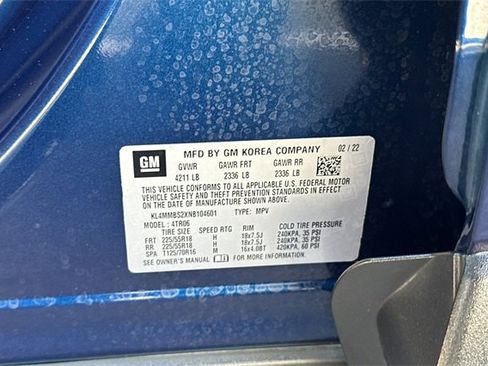 GM
MFD BY GM KOREA COMPANY 02 / 22
GVWR GAWR FRT GAWR RR
4211 LB 2336 LB 2336 LB
THIS VEHICLE CONFORMS TO ALL APPLICABLE U.S. FEDERAL MOTOR
VEHICLE SAFETY AND THEFT PREVENTION STANDARDS IN EFFECT
ON THE DATE OF MANUFACTURE SHOWN ABOVE.
KL4MMBS2XNB104601 TYPE: MPV
MODEL: 4TR06
TIRE SIZE SPEED RTG RIM COLD TIRE PRESSURE
FRT 225/55R18 H 18x7.5J 240KPA, 35 PSI
RR 225/55R18 H 18x7.5J 240KPA, 35 PSI
SPA T125/70R16 M 16x4.0BT 420KPA, 60 PSI
SEE OWNER'S MANUAL FOR ADDITIONAL INFORMATION